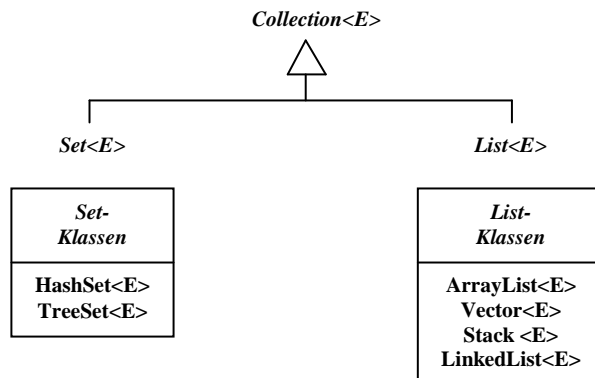 Collection<E>
Set<E>
List<E>
Set-
Klassen
HashSet<E>
TreeSet<E>
List-
Klassen
ArrayList<E>
Vector<E>
Stack <E>
LinkedList<E>